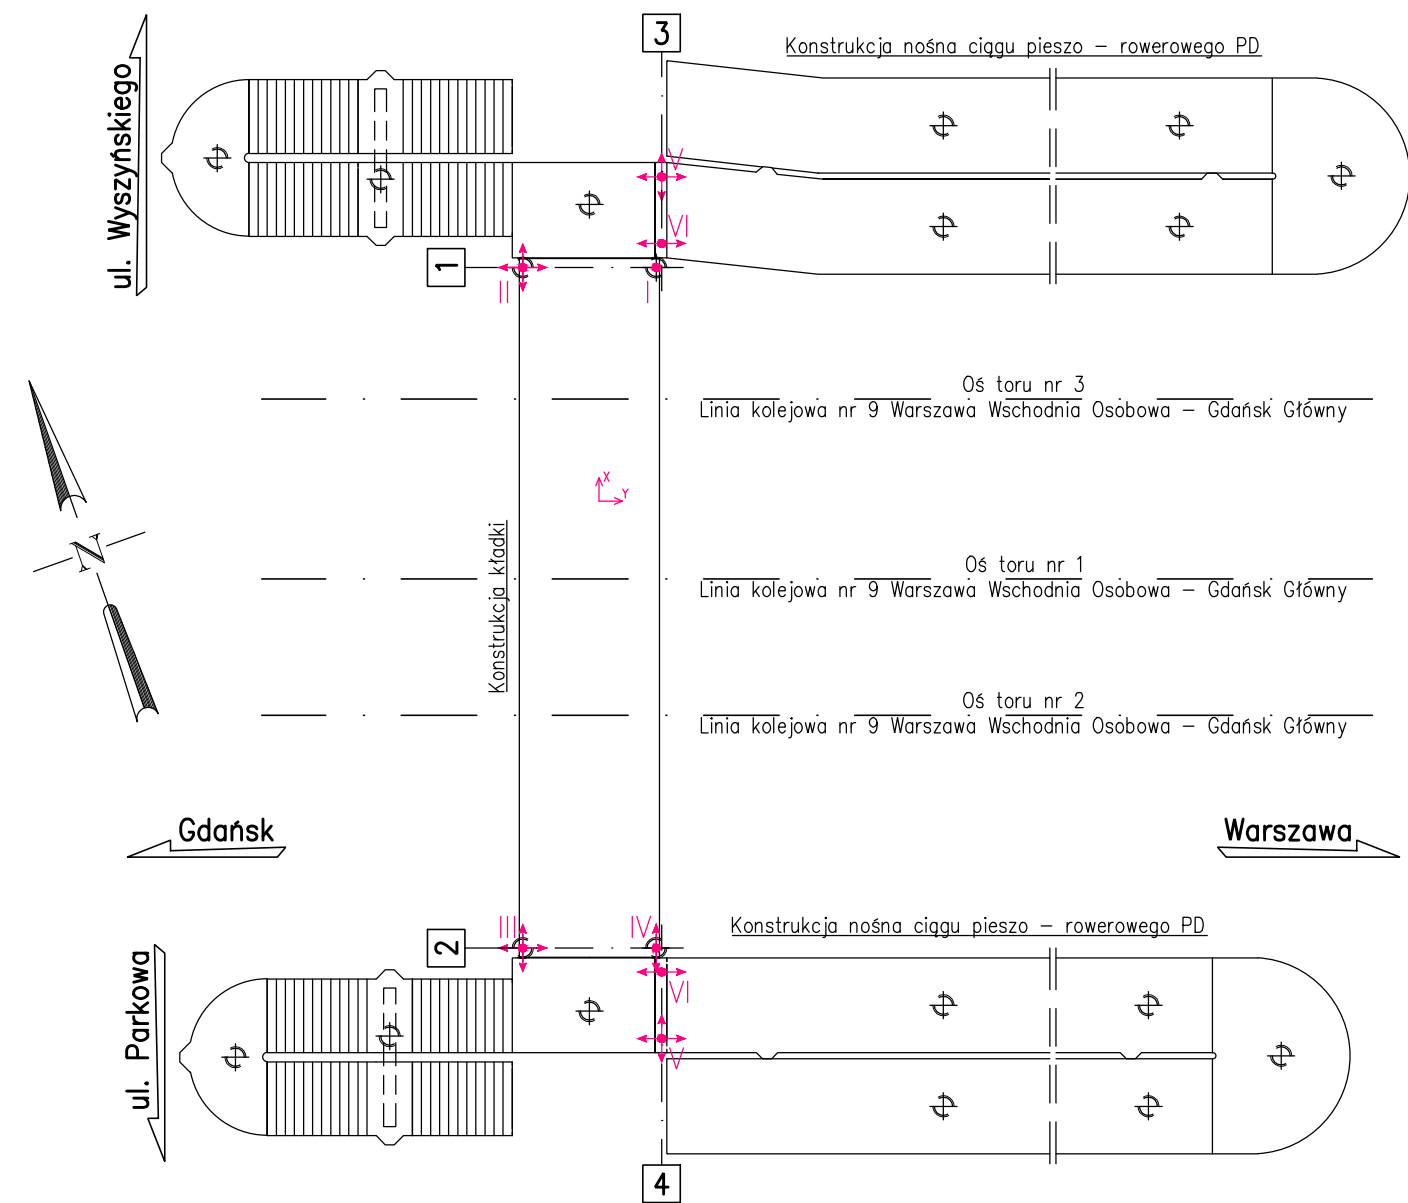 3
Konstrukcja nośna ciągu pieszo – rowerowego PD
ul. Wyszyńskiego
V
VI
1
II
I
Oś toru nr 3
Linia kolejowa nr 9 Warszawa Wschodnia Osobowa – Gdańsk Główny
X
Y
Konstrukcja kładki
N
Oś toru nr 1
Linia kolejowa nr 9 Warszawa Wschodnia Osobowa – Gdańsk Główny
Oś toru nr 2
Linia kolejowa nr 9 Warszawa Wschodnia Osobowa – Gdańsk Główny
Gdańsk
Warszawa
III
IV
Konstrukcja nośna ciągu pieszo – rowerowego PD
2
ul. Parkowa
VI
V
4